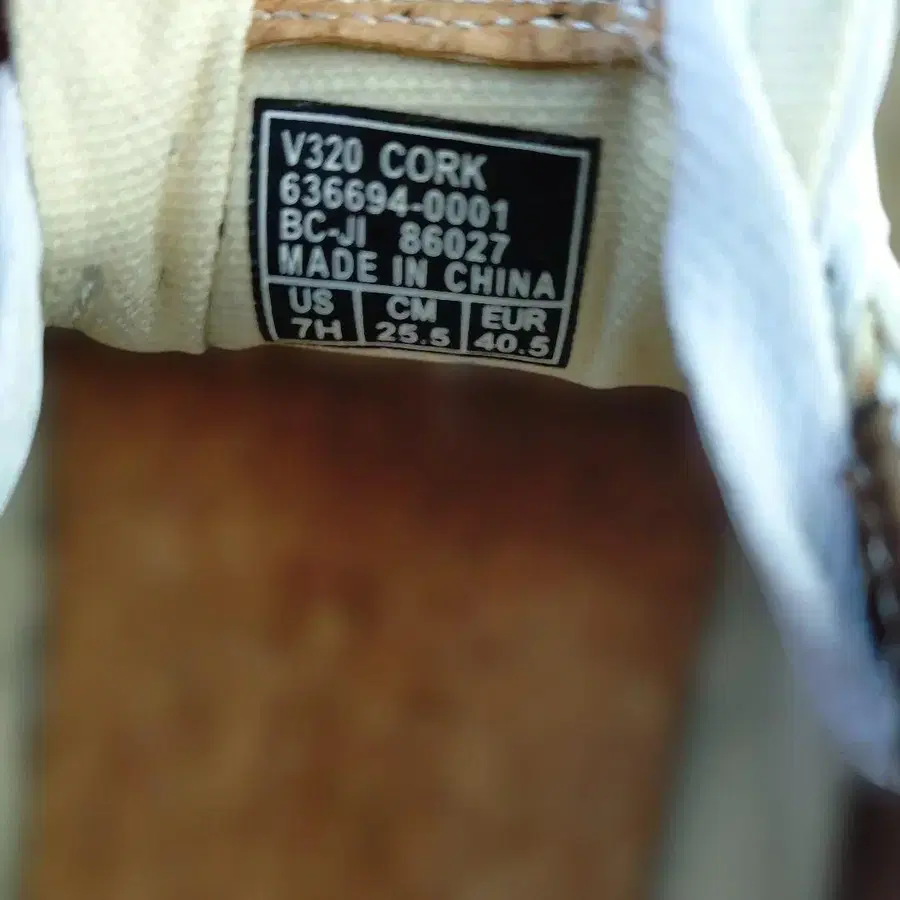 V320 CORK
636694-0001
BC-JI 86027
MADE IN CHINA
US CM EUR
7H 25.5 40.5